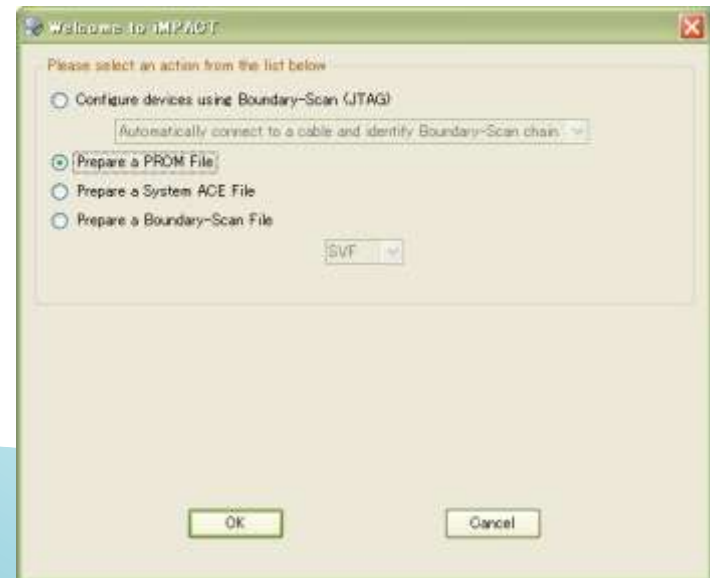 Welcome to iMPACT
Please select an action from the list below
Configure devices using Boundary-Scan (JTAG)
Automatically connect to a cable and identify Boundary-Scan chain
Prepare a PROM File
Prepare a System ACE File
Prepare a Boundary-Scan File
SVF
OK
Cancel